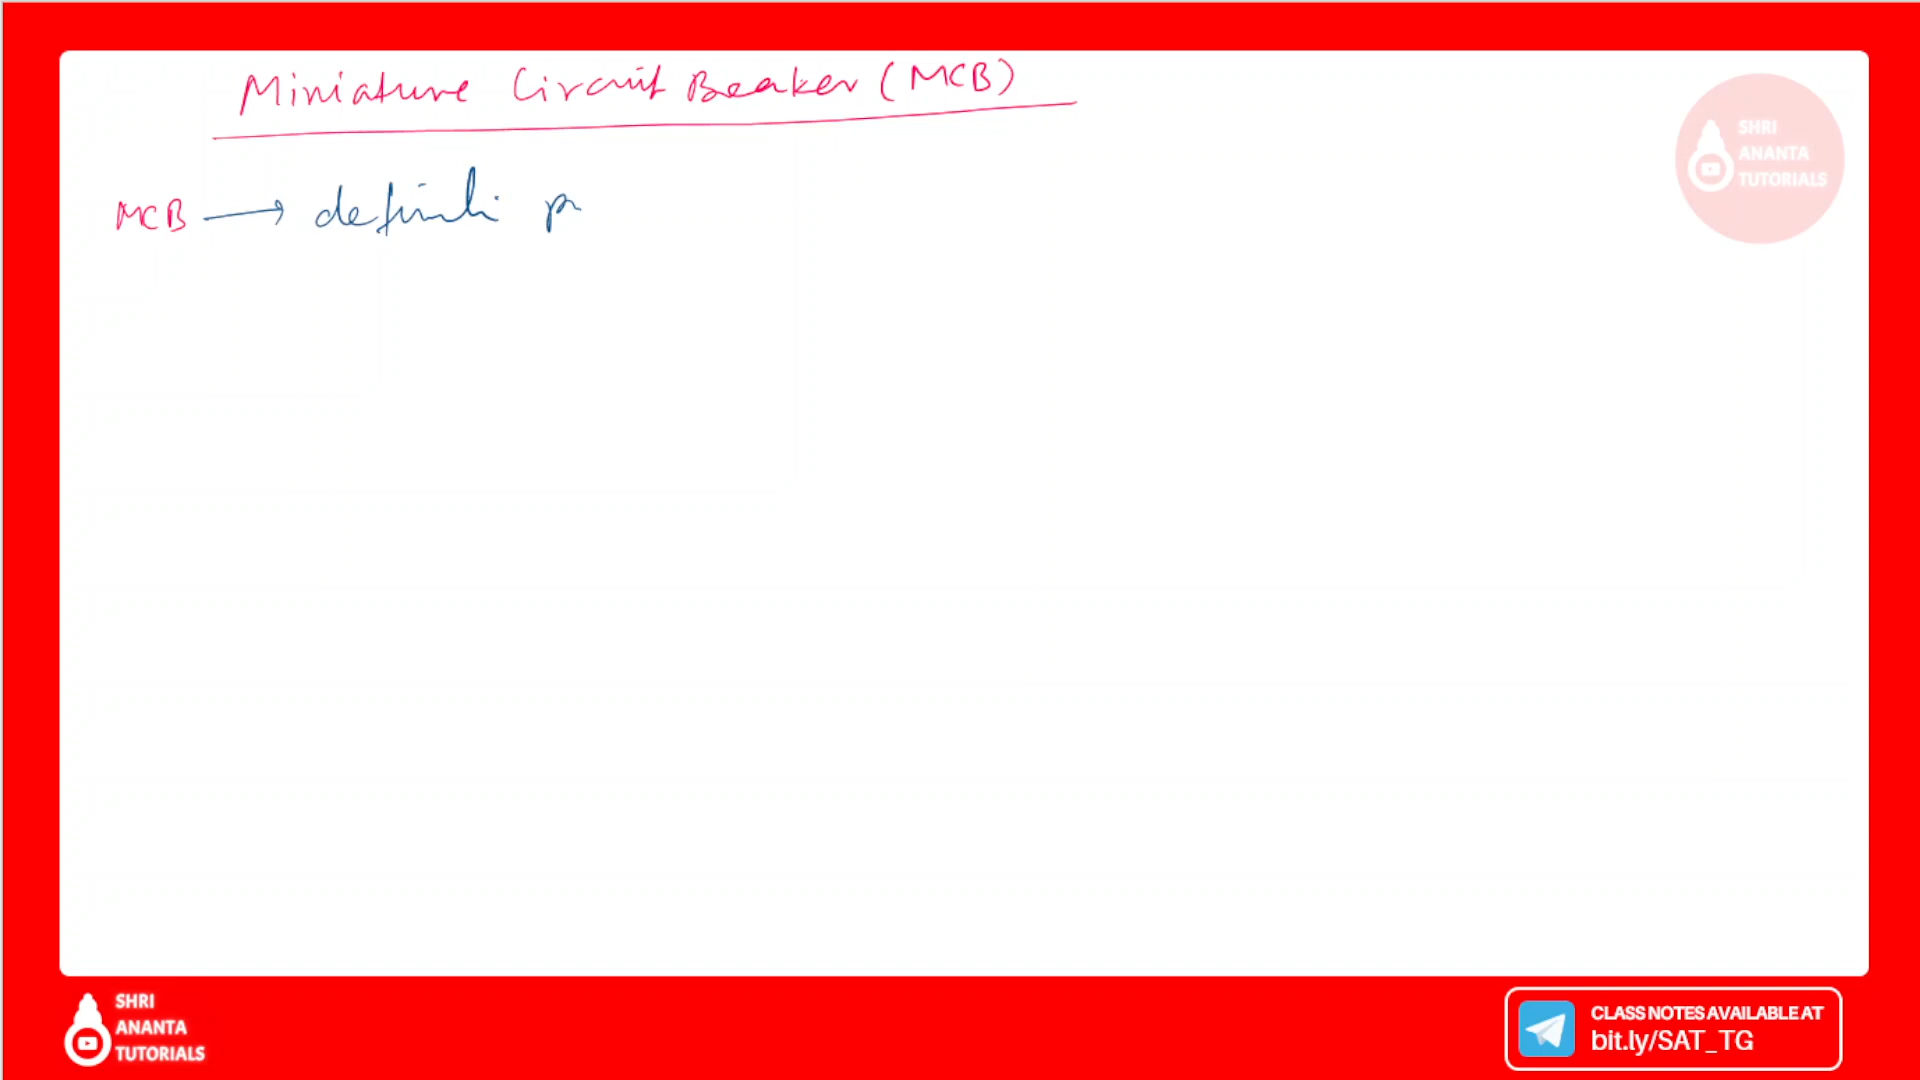 Miniature Circuit Beaker (MCB)
MCB → definiti p
SHRI
ANANTA
TUTORIALS
SHRI
ANANTA
TUTORIALS
CLASS NOTES AVAILABLE AT
bit.ly/SAT_TG